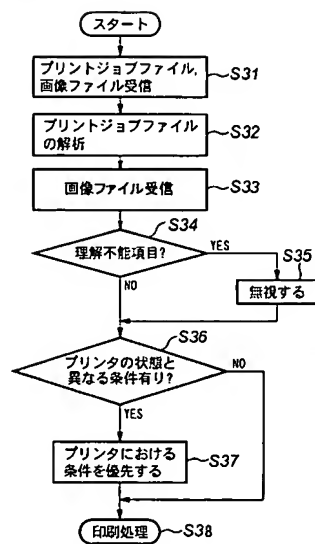 スタート
プリントジョブファイル,
画像ファイル受信
S31
プリントジョブファイル
の解析
S32
画像ファイル受信
S33
S34
理解不能項目?
YES
S35
無視する
NO
S36
プリンタの状態と
異なる条件有り?
NO
YES
プリンタにおける
条件を優先する
S37
印刷処理
S38